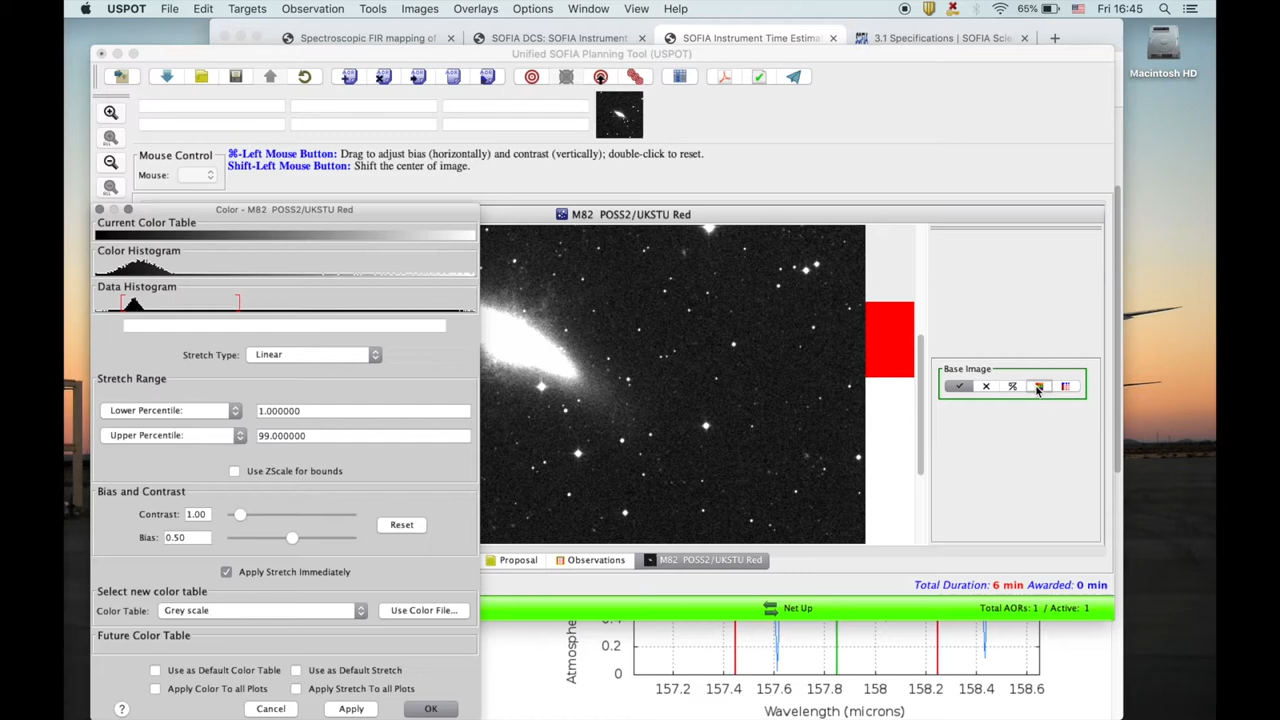 USPOT File Edit Targets Observation Tools Images Overlays Options Window View Help 65% Fri 16:45
Spectroscopic FIR mapping of SOFIA DCS: SOFIA Instrument SOFIA Instrument Time Estima 3.1 Specifications | SOFIA Scie
Unified SOFIA Planning Tool (USPOT)
Macintosh HD
AOR AOR AOR AOR AOR
Mouse Control
Mouse:
⌘-Left Mouse Button: Drag to adjust bias (horizontally) and contrast (vertically); double-click to reset.
Shift-Left Mouse Button: Shift the center of image.
Color - M82 POSS2/UKSTU Red
M82 POSS2/UKSTU Red
Current Color Table
Color Histogram
Data Histogram
Stretch Type: Linear
Stretch Range
Lower Percentile: 1.000000
Upper Percentile: 99.000000
Use ZScale for bounds
Bias and Contrast
Contrast: 1.00
Bias: 0.50
Reset
Apply Stretch Immediately
Select new color table
Color Table: Grey scale Use Color File...
Future Color Table
Use as Default Color Table Use as Default Stretch
Apply Color To all Plots Apply Stretch To all Plots
? Cancel Apply OK
Base Image
Proposal Observations M82 POSS2/UKSTU Red
Total Duration: 6 min Awarded: 0 min
Net Up Total AORs: 1 / Active: 1
Atmosphe
0.4
0.2
0
157.2 157.4 157.6 157.8 158 158.2 158.4 158.6
Wavelength (microns)